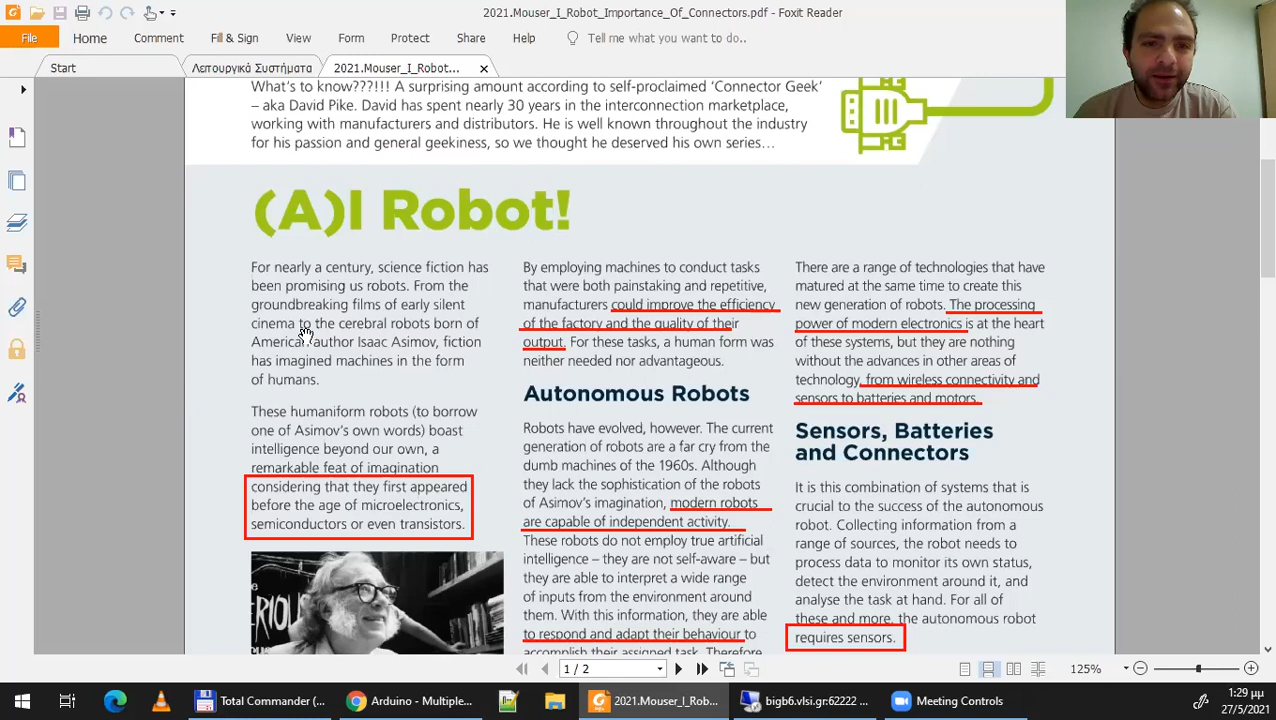 2021.Mouser_I_Robot_Importance_Of_Connectors.pdf - Foxit Reader
File Home Comment Fill & Sign View Form Protect Share Help Tell me what you want to do..
Start Λειτουργικά Συστήματα 2021.Mouser_I_Robot...
What's to know???!!! A surprising amount according to self-proclaimed ‘Connector Geek’
– aka David Pike. David has spent nearly 30 years in the interconnection marketplace,
working with manufacturers and distributors. He is well known throughout the industry
for his passion and general geekiness, so we thought he deserved his own series…
(A)I Robot!
For nearly a century, science fiction has
been promising us robots. From the
groundbreaking films of early silent
cinema to the cerebral robots born of
American author Isaac Asimov, fiction
has imagined machines in the form
of humans.
These humaniform robots (to borrow
one of Asimov's own words) boast
intelligence beyond our own, a
remarkable feat of imagination
considering that they first appeared
before the age of microelectronics,
semiconductors or even transistors.
By employing machines to conduct tasks
that were both painstaking and repetitive,
manufacturers could improve the efficiency
of the factory and the quality of their
output. For these tasks, a human form was
neither needed nor advantageous.
Autonomous Robots
Robots have evolved, however. The current
generation of robots are a far cry from the
dumb machines of the 1960s. Although
they lack the sophistication of the robots
of Asimov's imagination, modern robots
are capable of independent activity.
These robots do not employ true artificial
intelligence – they are not self-aware – but
they are able to interpret a wide range
of inputs from the environment around
them. With this information, they are able
to respond and adapt their behaviour to
accomplish their assigned task. Therefore
There are a range of technologies that have
matured at the same time to create this
new generation of robots. The processing
power of modern electronics is at the heart
of these systems, but they are nothing
without the advances in other areas of
technology, from wireless connectivity and
sensors to batteries and motors.
Sensors, Batteries
and Connectors
It is this combination of systems that is
crucial to the success of the autonomous
robot. Collecting information from a
range of sources, the robot needs to
process data to monitor its own status,
detect the environment around it, and
analyse the task at hand. For all of
these and more, the autonomous robot
requires sensors.
1 / 2 125%
Total Commander (... Arduino - Multiple... 2021.Mouser_I_Rob... bigb6.vlsi.gr:62222 ... Meeting Controls 1:29 μμ
27/5/2021